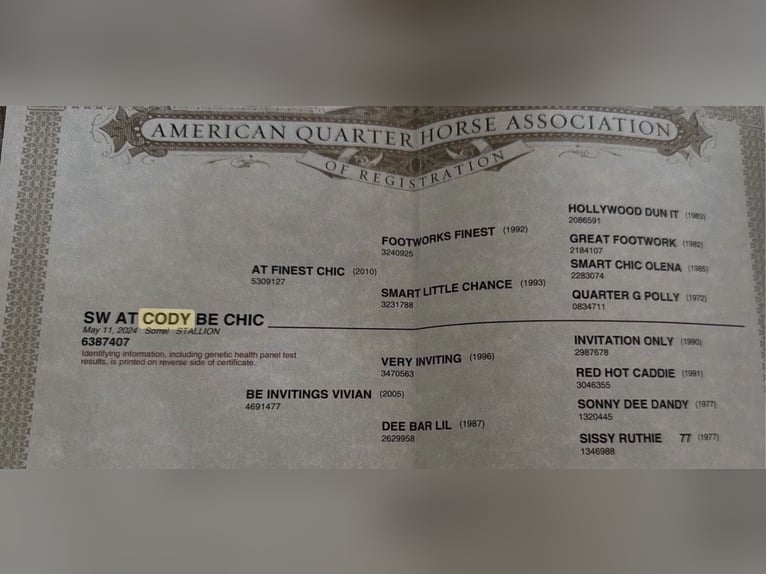 AMERICAN QUARTER HORSE ASSOCIATION
OF REGISTRATION
HOLLYWOOD DUN IT (1983)
2086591
FOOTWORKS FINEST (1992)
3240925
GREAT FOOTWORK (1982)
2184107
AT FINEST CHIC (2010)
5309127
SMART CHIC OLENA (1985)
2283074
SMART LITTLE CHANCE (1993)
3231788
QUARTER G POLLY (1972)
0834711
SW AT CODY BE CHIC
May 11, 2024 Sorrel STALLION
6387407
Identifying information, including genetic health panel test
results, is printed on reverse side of certificate.
INVITATION ONLY (1990)
2987678
VERY INVITING (1996)
3470563
RED HOT CADDIE (1991)
3046355
BE INVITINGS VIVIAN (2005)
4691477
SONNY DEE DANDY (1977)
1320445
DEE BAR LIL (1987)
2629958
SISSY RUTHIE 77 (1977)
1346988